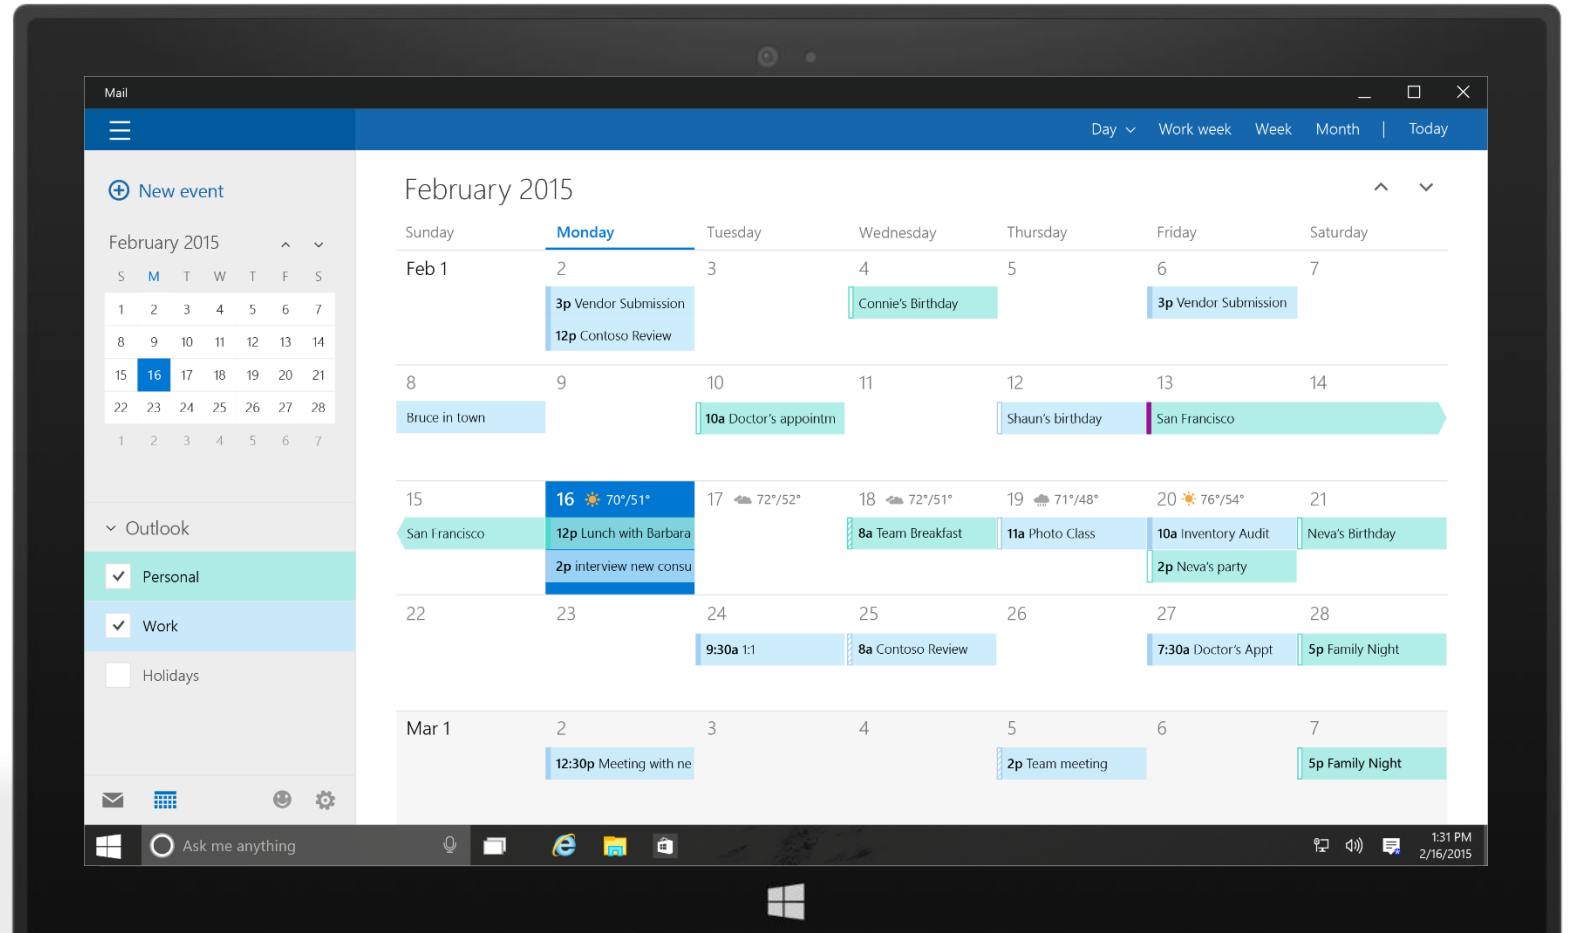 Mail
Day Work week Week Month | Today
New event
February 2015
S M T W T F S
1 2 3 4 5 6 7
8 9 10 11 12 13 14
15 16 17 18 19 20 21
22 23 24 25 26 27 28
1 2 3 4 5 6 7
Outlook
Personal
Work
Holidays
February 2015
Sunday Monday Tuesday Wednesday Thursday Friday Saturday
Feb 1 2 3 4 5 6 7
3p Vendor Submission Connie's Birthday 3p Vendor Submission
12p Contoso Review
8 9 10 11 12 13 14
Bruce in town 10a Doctor's appointm Shaun's birthday San Francisco
15 16 70°/51° 17 72°/52° 18 72°/51° 19 71°/48° 20 76°/54° 21
San Francisco 12p Lunch with Barbara 8a Team Breakfast 11a Photo Class 10a Inventory Audit Neva's Birthday
2p interview new consu 2p Neva's party
22 23 24 25 26 27 28
9:30a 1:1 8a Contoso Review 7:30a Doctor's Appt 5p Family Night
Mar 1 2 3 4 5 6 7
12:30p Meeting with ne 2p Team meeting 5p Family Night
Ask me anything
1:31 PM
2/16/2015